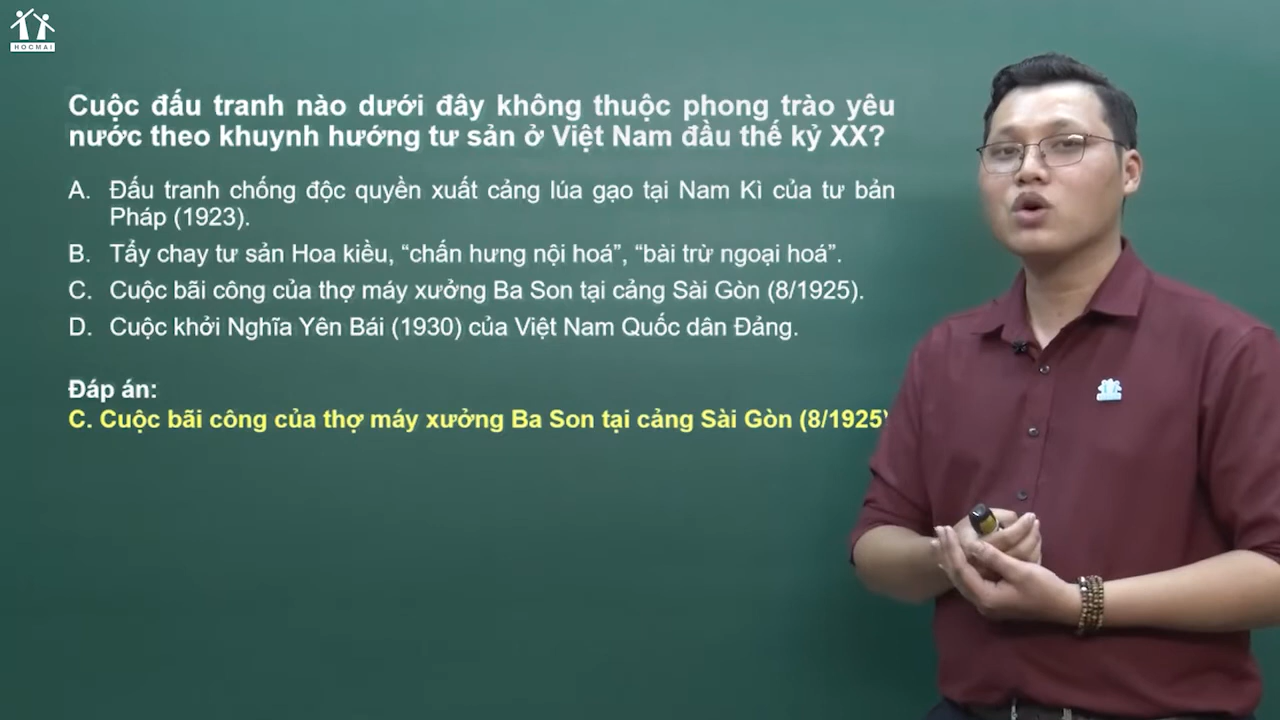 HOCMAI
Cuộc đấu tranh nào dưới đây không thuộc phong trào yêu
nước theo khuynh hướng tư sản ở Việt Nam đầu thế kỷ XX?
A. Đấu tranh chống độc quyền xuất cảng lúa gạo tại Nam Kì của tư bản
Pháp (1923).
B. Tẩy chay tư sản Hoa kiều, “chấn hưng nội hoá”, “bài trừ ngoại hoá”.
C. Cuộc bãi công của thợ máy xưởng Ba Son tại cảng Sài Gòn (8/1925).
D. Cuộc khởi Nghĩa Yên Bái (1930) của Việt Nam Quốc dân Đảng.
Đáp án:
C. Cuộc bãi công của thợ máy xưởng Ba Son tại cảng Sài Gòn (8/1925)